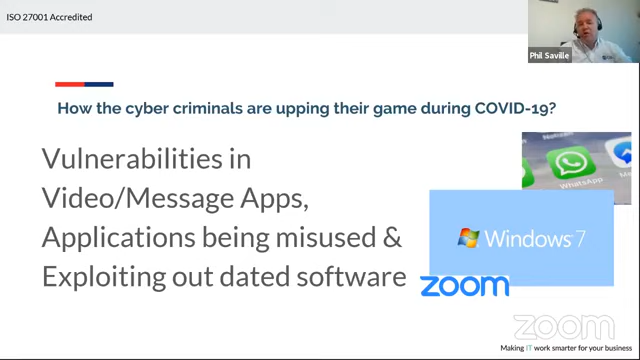 ISO 27001 Accredited
Phil Saville
How the cyber criminals are upping their game during COVID-19?
Vulnerabilities in
Video/Message Apps,
Applications being misused &
Exploiting out dated software
WhatsApp
Windows 7
zoom
zoom
Making IT work smarter for your business